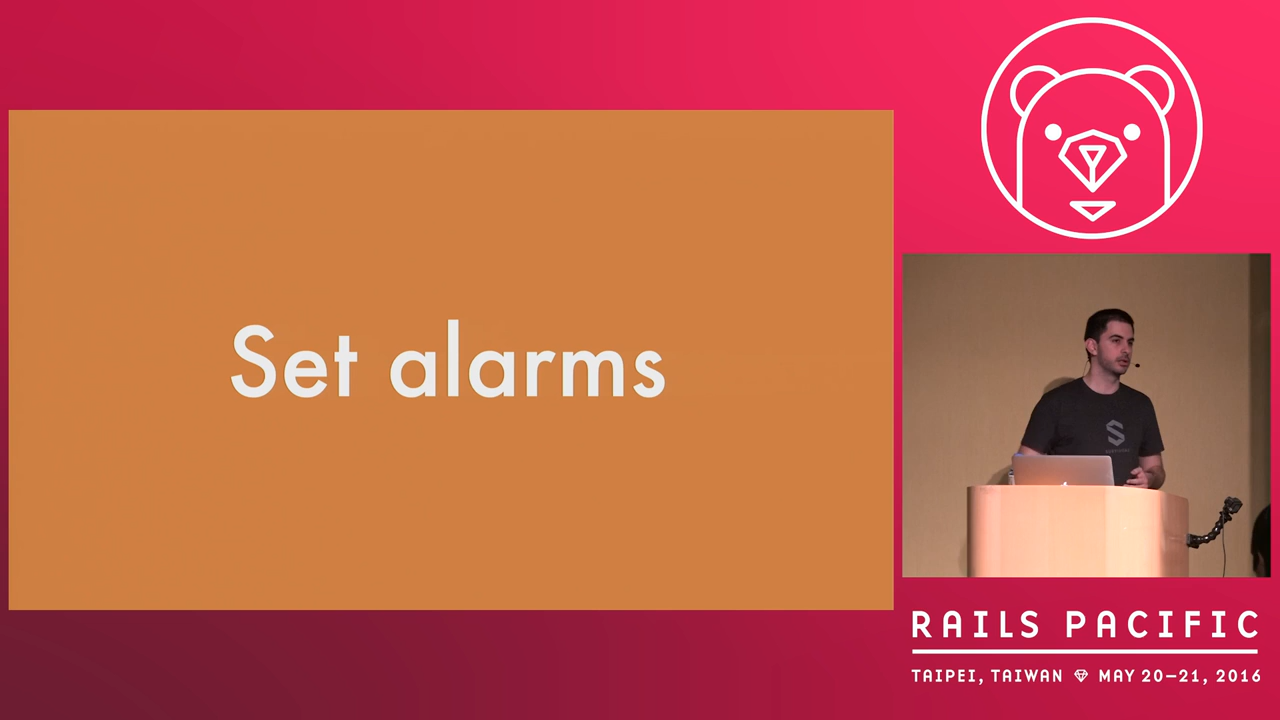 Set alarms
S
RAILS PACIFIC
TAIPEI, TAIWAN MAY 20–21, 2016